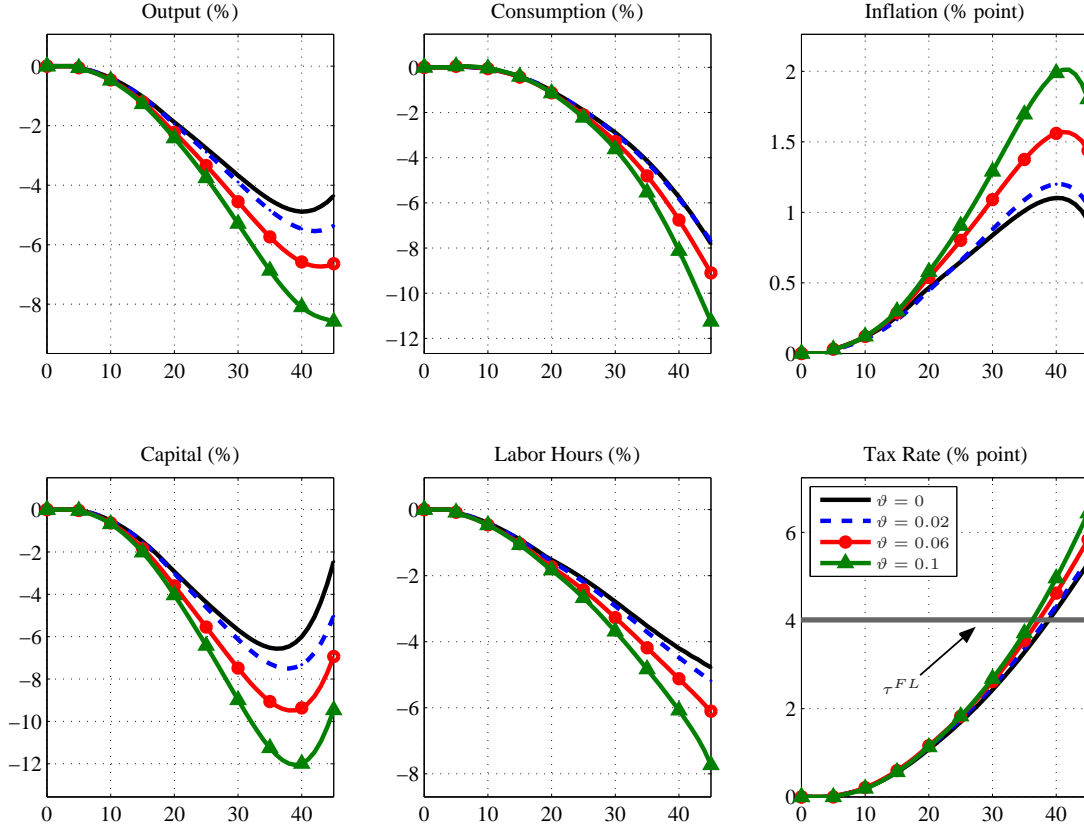 Output (%)
0
−2
−4
−6
−8
0 10 20 30 40
Consumption (%)
0
−2
−4
−6
−8
−10
−12
0 10 20 30 40
Inflation (% point)
2
1.5
1
0.5
0
0 10 20 30 40
Capital (%)
0
−2
−4
−6
−8
−10
−12
0 10 20 30 40
Labor Hours (%)
0
−2
−4
−6
−8
0 10 20 30 40
Tax Rate (% point)
6
4
2
0
0 10 20 30 40
ϑ = 0
ϑ = 0.02
ϑ = 0.06
ϑ = 0.1
τ^{FL}